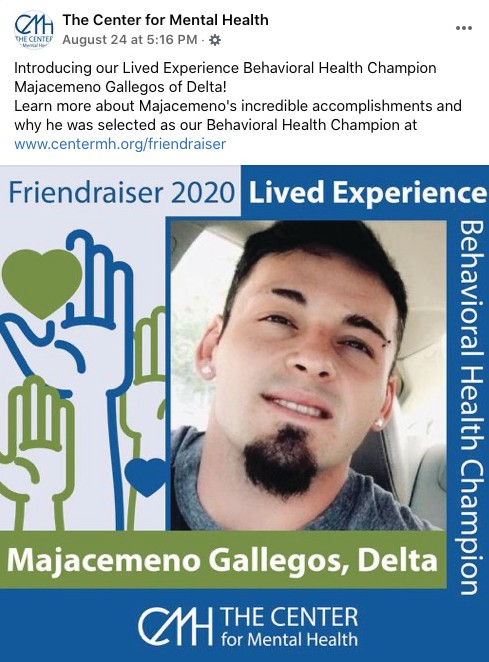 The Center for Mental Health
August 24 at 5:16 PM ·
Introducing our Lived Experience Behavioral Health Champion
Majacemeno Gallegos of Delta!
Learn more about Majacemeno's incredible accomplishments and
why he was selected as our Behavioral Health Champion at
www.centermh.org/friendraiser
Friendraiser 2020 Lived Experience
Behavioral Health Champion
Majacemeno Gallegos, Delta
CMH THE CENTER
for Mental Health